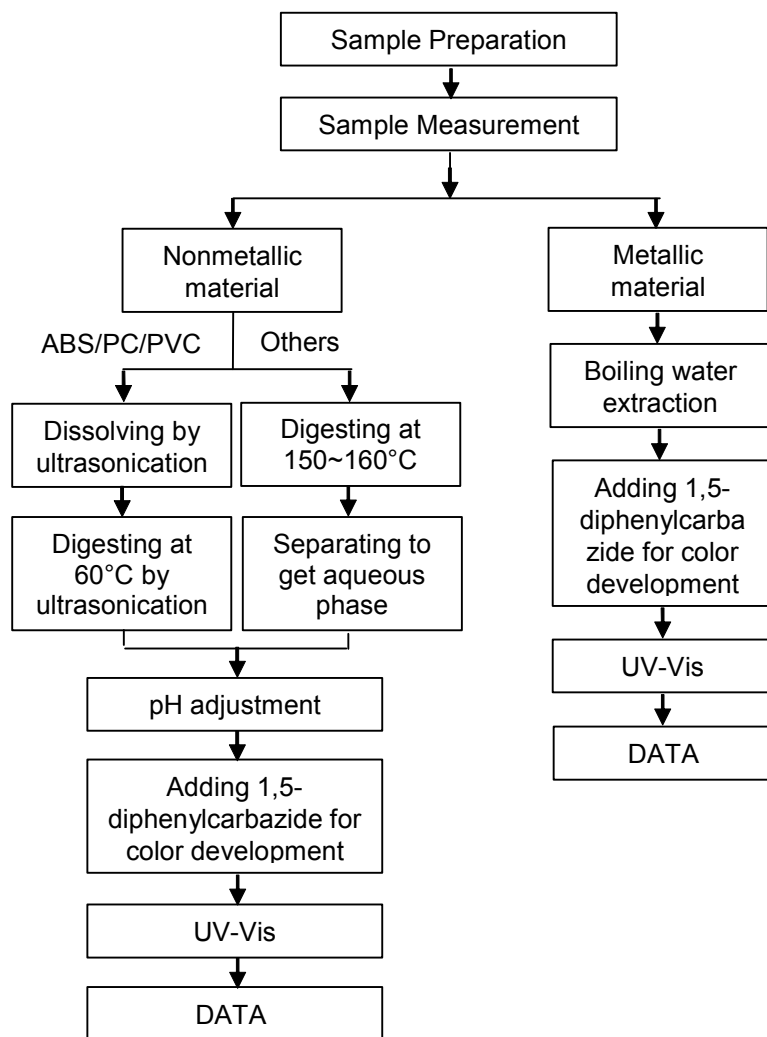 Sample Preparation
Sample Measurement
Nonmetallic
material
Metallic
material
ABS/PC/PVC
Others
Boiling water
extraction
Dissolving by
ultrasonication
Digesting at
150~160°C
Adding 1,5-
diphenylcarba
zide for color
development
Digesting at
60°C by
ultrasonication
Separating to
get aqueous
phase
UV-Vis
pH adjustment
DATA
Adding 1,5-
diphenylcarbazide for
color development
UV-Vis
DATA